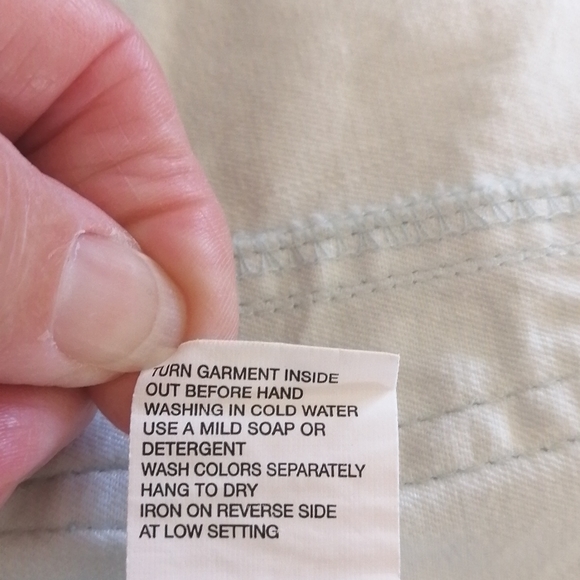 TURN GARMENT INSIDE
OUT BEFORE HAND
WASHING IN COLD WATER
USE A MILD SOAP OR
DETERGENT
WASH COLORS SEPARATELY
HANG TO DRY
IRON ON REVERSE SIDE
AT LOW SETTING